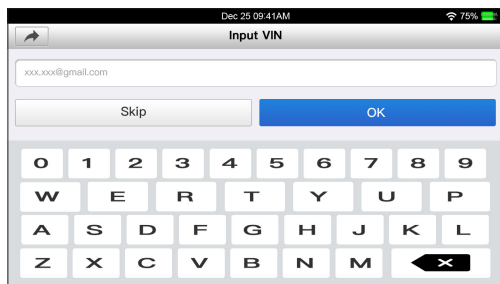 Dec 25 09:41AM 75%
Input VIN
xxx.xxx@gmail.com
Skip OK
0 1 2 3 4 5 6 7 8 9
W E R T Y U P
A S D F G H J K L
Z X C V B N M